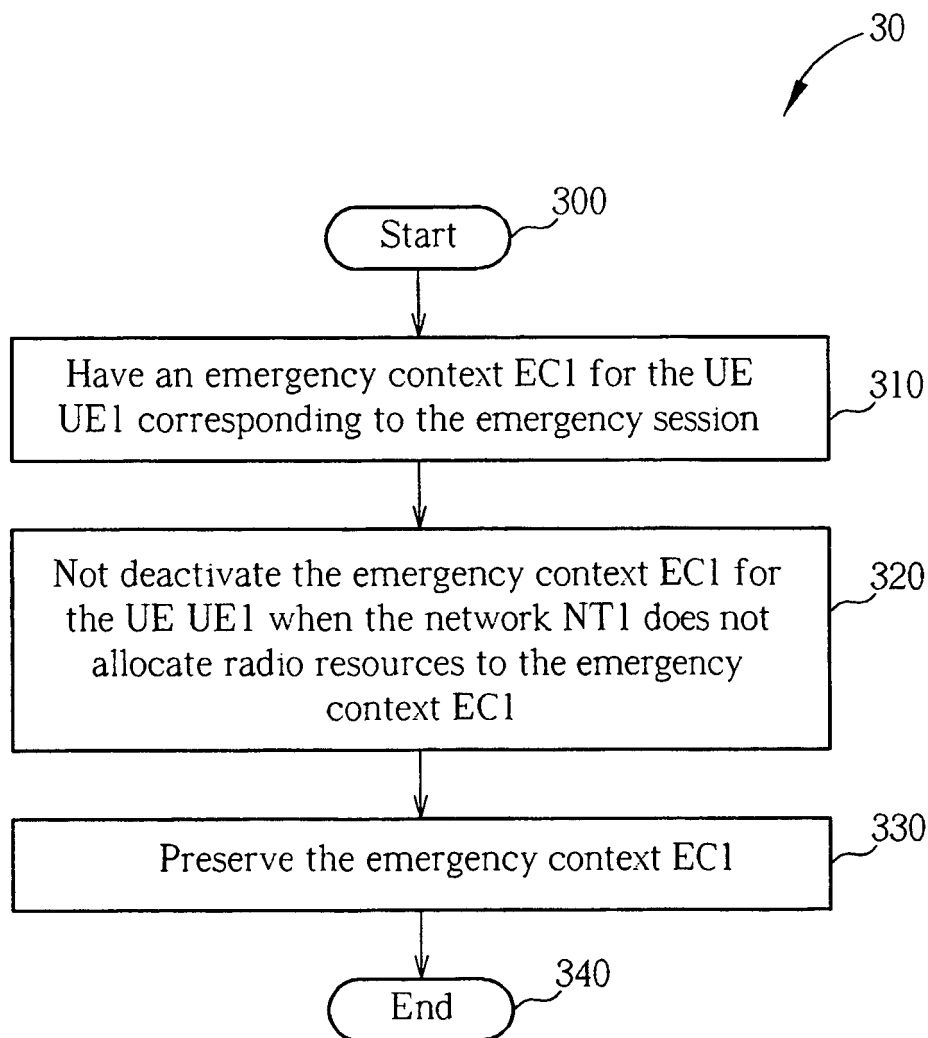 30
Start
300
Have an emergency context EC1 for the UE
UE1 corresponding to the emergency session
310
Not deactivate the emergency context EC1 for
the UE UE1 when the network NT1 does not
allocate radio resources to the emergency
context EC1
320
Preserve the emergency context EC1
330
End
340